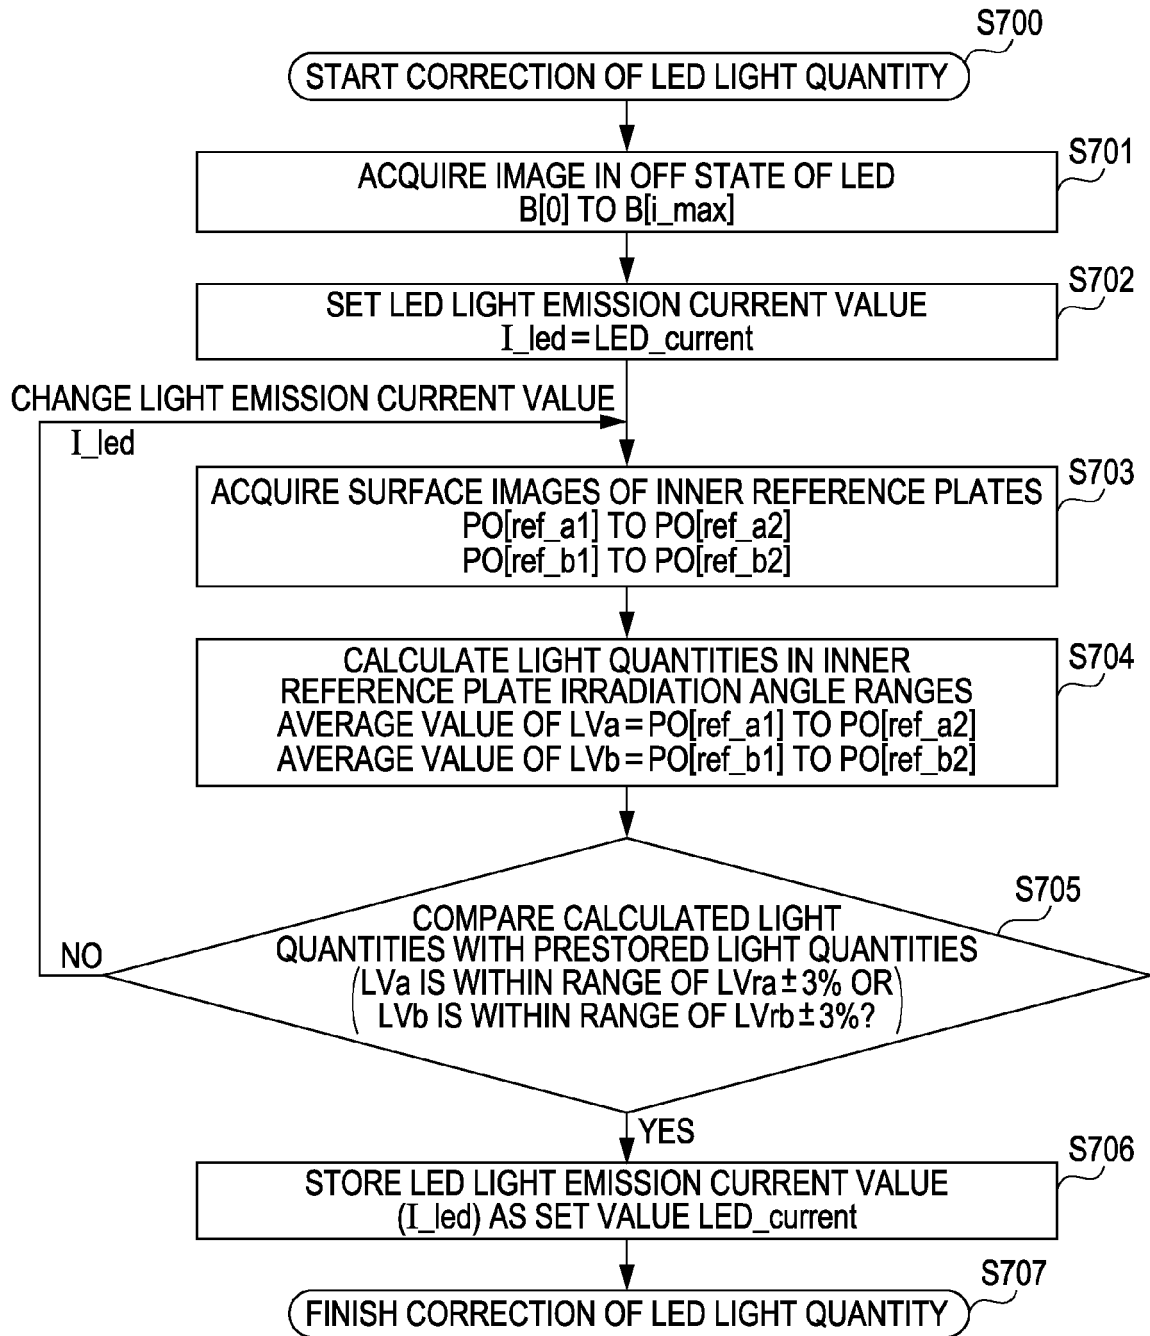 S700
START CORRECTION OF LED LIGHT QUANTITY
S701
ACQUIRE IMAGE IN OFF STATE OF LED
B[0] TO B[i_max]
S702
SET LED LIGHT EMISSION CURRENT VALUE
I_led=LED_current
CHANGE LIGHT EMISSION CURRENT VALUE
I_led
S703
ACQUIRE SURFACE IMAGES OF INNER REFERENCE PLATES
PO[ref_a1] TO PO[ref_a2]
PO[ref_b1] TO PO[ref_b2]
S704
CALCULATE LIGHT QUANTITIES IN INNER
REFERENCE PLATE IRRADIATION ANGLE RANGES
AVERAGE VALUE OF LVa=PO[ref_a1] TO PO[ref_a2]
AVERAGE VALUE OF LVb=PO[ref_b1] TO PO[ref_b2]
S705
COMPARE CALCULATED LIGHT
QUANTITIES WITH PRESTORED LIGHT QUANTITIES
(LVa IS WITHIN RANGE OF LVra±3% OR
LVb IS WITHIN RANGE OF LVrb±3%?)
NO
YES
S706
STORE LED LIGHT EMISSION CURRENT VALUE
(I_led) AS SET VALUE LED_current
S707
FINISH CORRECTION OF LED LIGHT QUANTITY